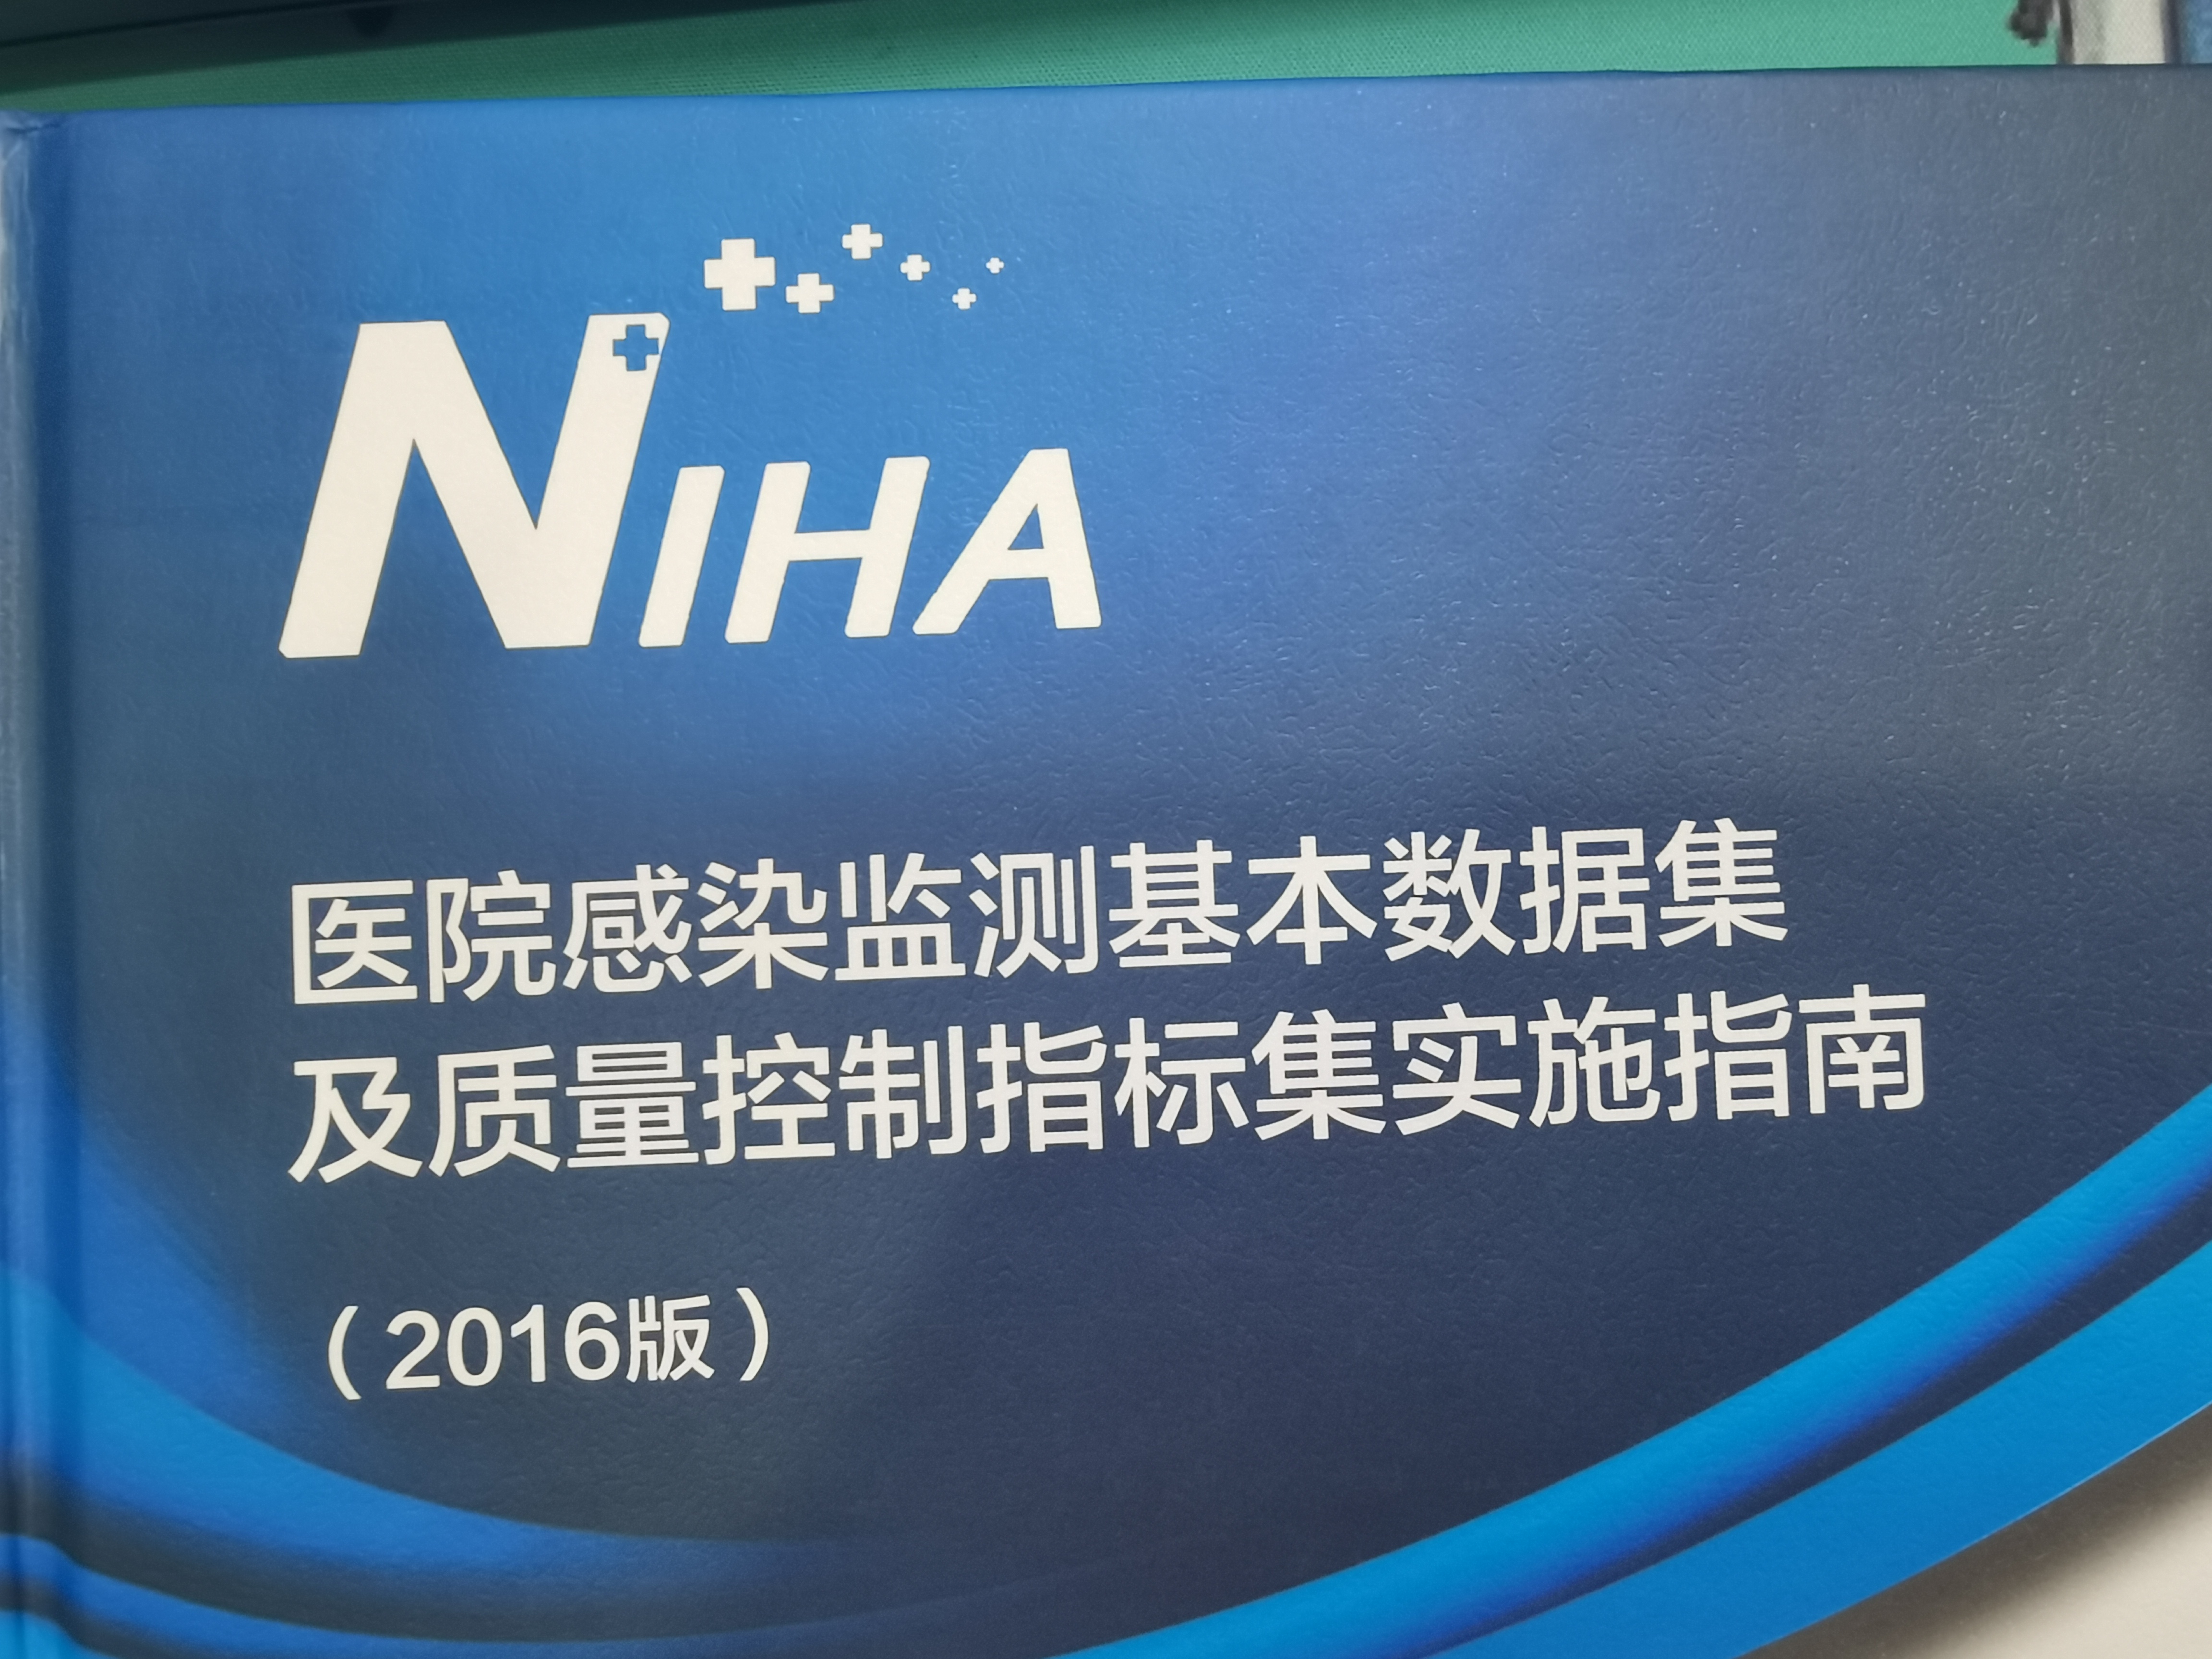 NIHA
医院感染监测基本数据集
及质量控制指标集实施指南
（2016版）